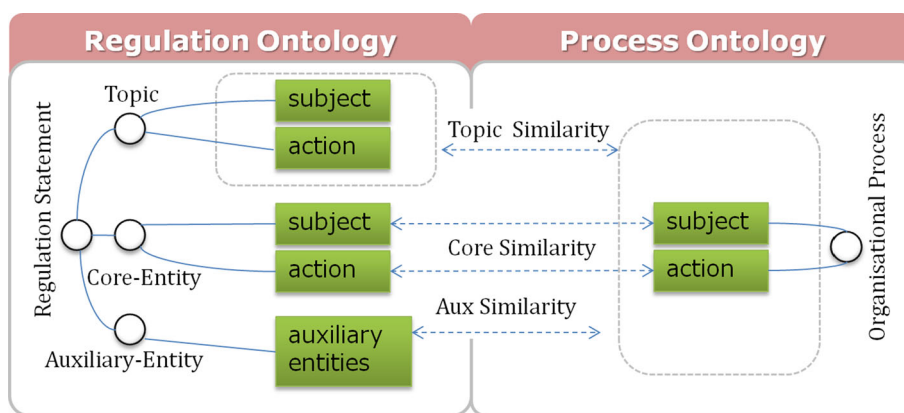 Regulation Ontology
Process Ontology
Regulation Statement
Topic
subject
action
Topic Similarity
Core-Entity
subject
action
Core Similarity
subject
action
Organisational Process
Auxiliary-Entity
auxiliary
entities
Aux Similarity